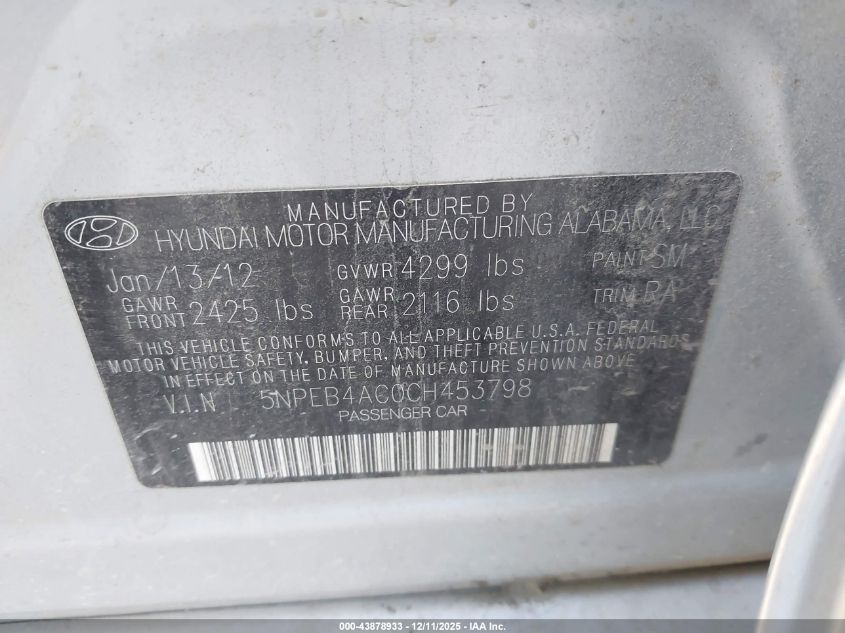 MANUFACTURED BY
HYUNDAI MOTOR MANUFACTURING ALABAMA, LLC
Jan/13/12 GVWR 4299 lbs PAINT SM
GAWR FRONT 2425 lbs GAWR REAR 2116 lbs TRIM RA
THIS VEHICLE CONFORMS TO ALL APPLICABLE U.S.A. FEDERAL
MOTOR VEHICLE SAFETY, BUMPER, AND THEFT PREVENTION STANDARDS
IN EFFECT ON THE DATE OF MANUFACTURE SHOWN ABOVE
V.I.N 5NPEB4AC0CH453798
PASSENGER CAR
000-43878933 - 12/11/2025 - IAA Inc.